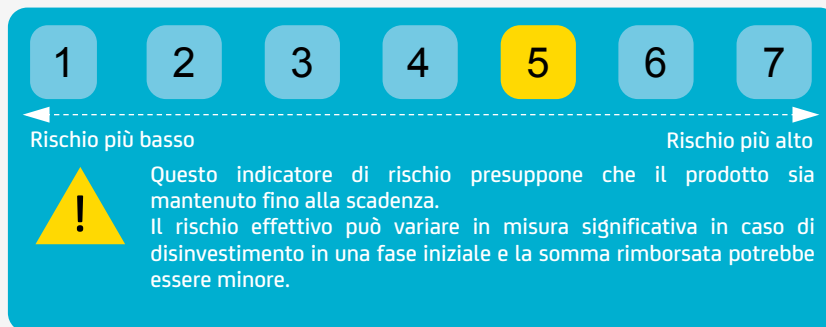 1 2 3 4 5 6 7
Rischio più basso Rischio più alto
Questo indicatore di rischio presuppone che il prodotto sia
mantenuto fino alla scadenza.
!
Il rischio effettivo può variare in misura significativa in caso di
disinvestimento in una fase iniziale e la somma rimborsata potrebbe
essere minore.